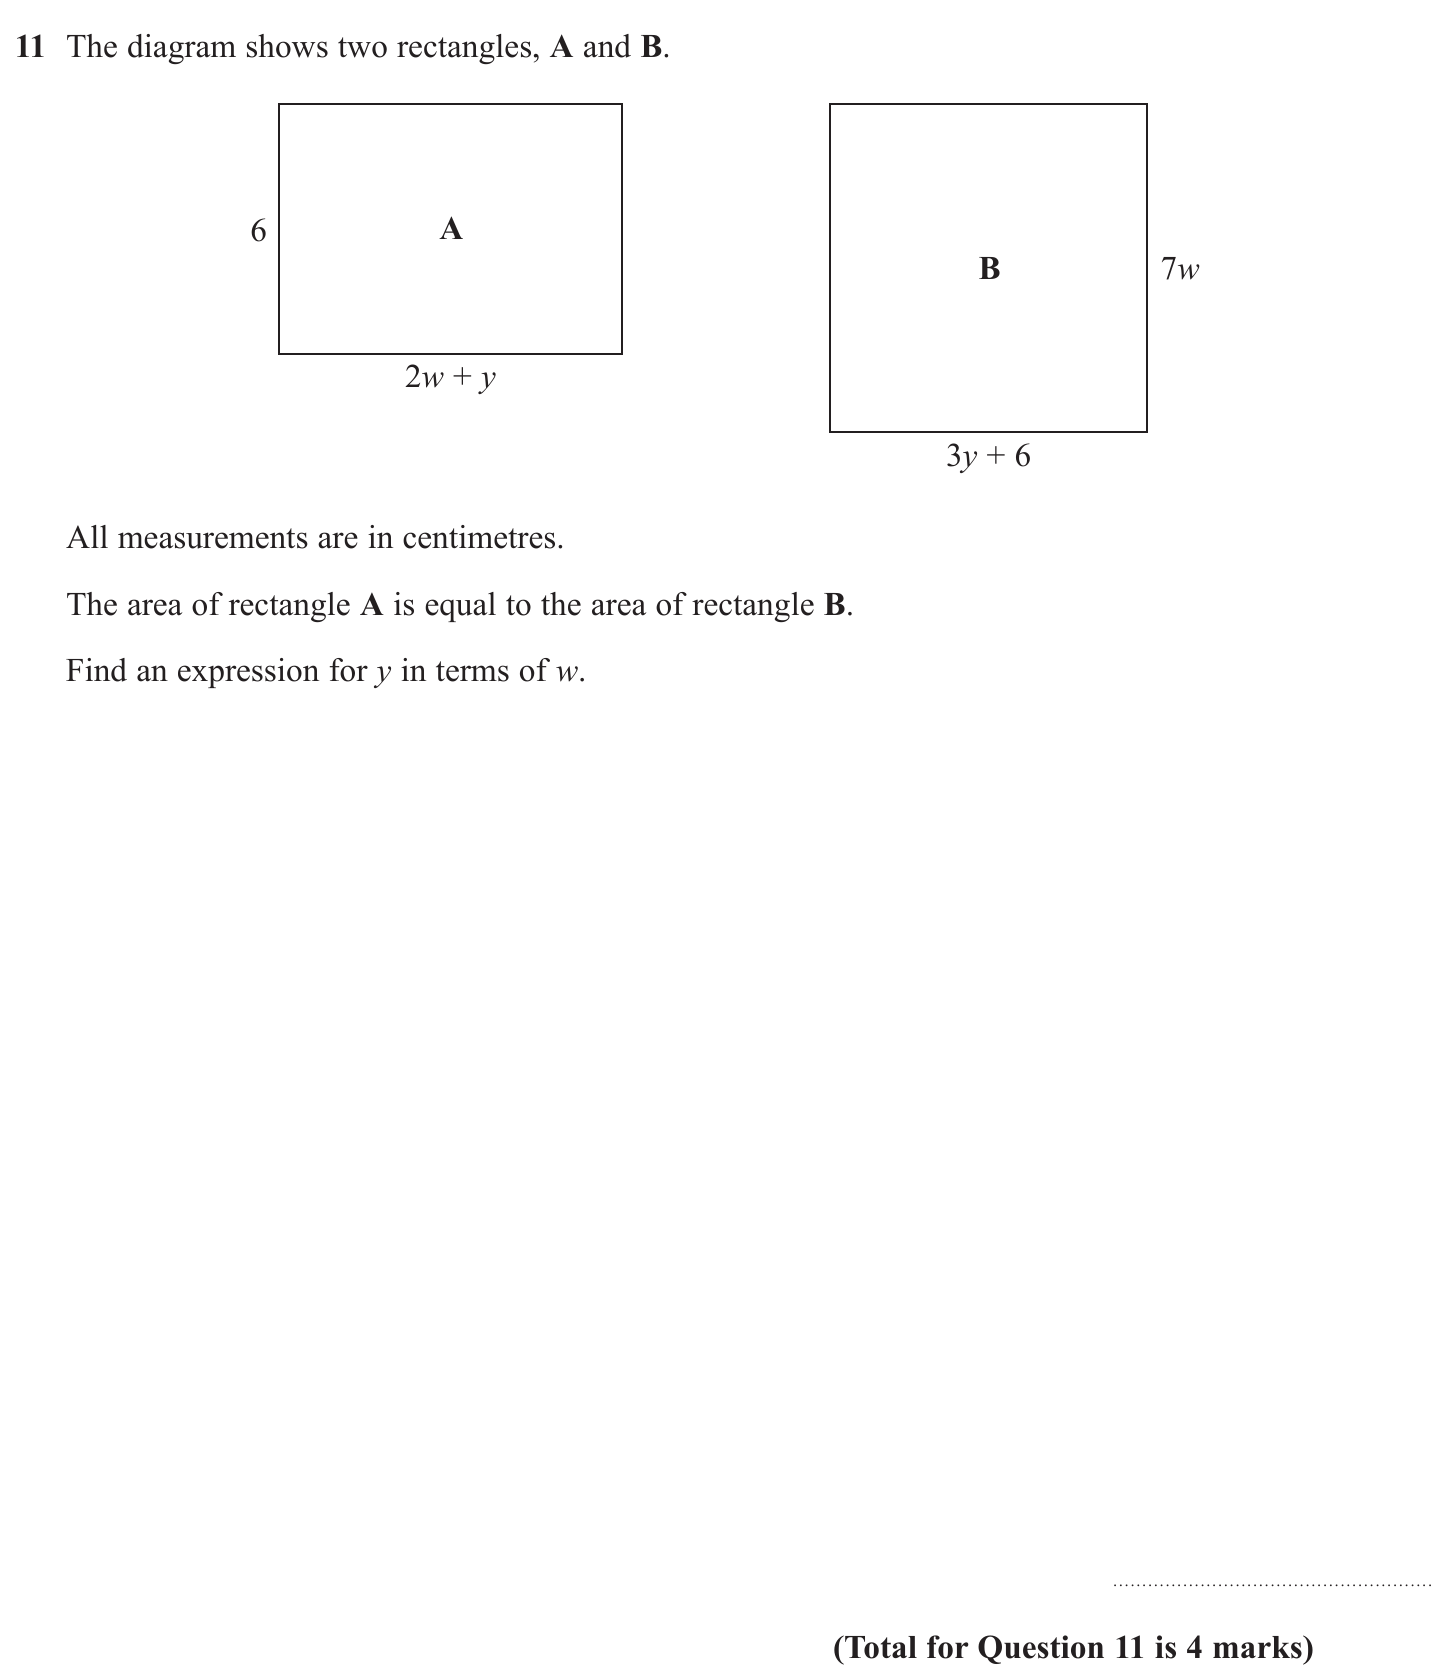 11 The diagram shows two rectangles, A and B.
6
A
2w + y
B
7w
3y + 6
All measurements are in centimetres.
The area of rectangle A is equal to the area of rectangle B.
Find an expression for y in terms of w.
(Total for Question 11 is 4 marks)